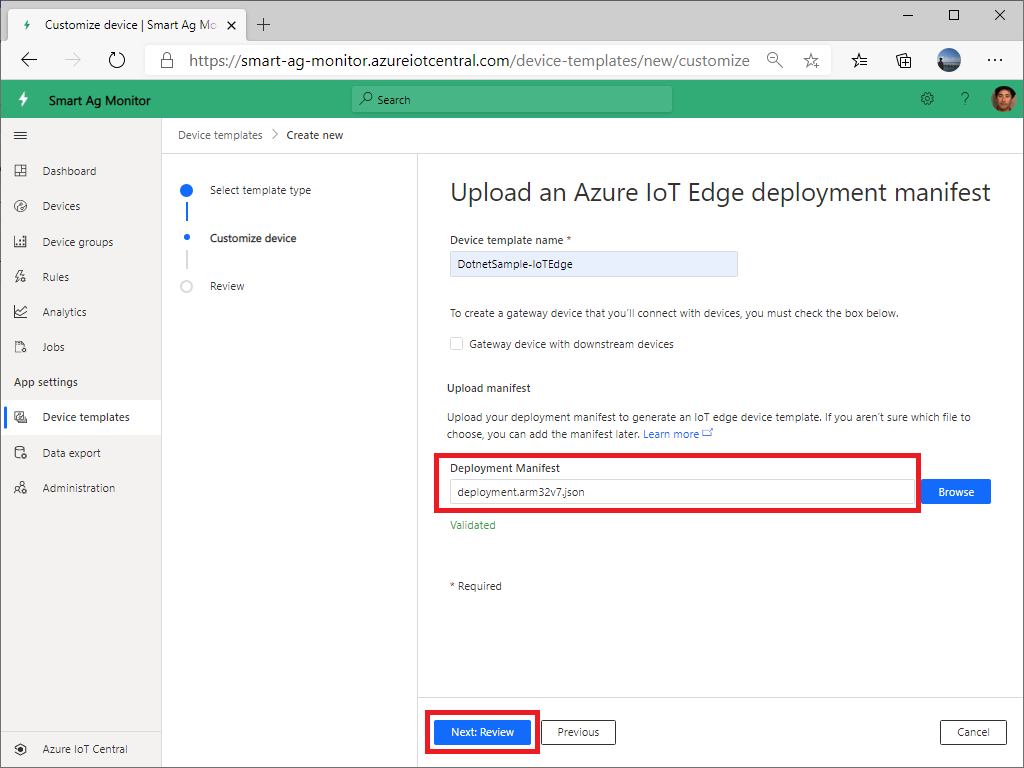 Customize device | Smart Ag Mo
https://smart-ag-monitor.azureiotcentral.com/device-templates/new/customize
Smart Ag Monitor
Search
?
Device templates > Create new
Dashboard
Devices
Device groups
Rules
Analytics
Jobs
App settings
Device templates
Data export
Administration
Azure IoT Central
Select template type
Customize device
Review
Upload an Azure IoT Edge deployment manifest
Device template name *
DotnetSample-IoTEdge
To create a gateway device that you'll connect with devices, you must check the box below.
Gateway device with downstream devices
Upload manifest
Upload your deployment manifest to generate an IoT edge device template. If you aren't sure which file to
choose, you can add the manifest later. Learn more
Deployment Manifest
deployment.arm32v7.json
Browse
Validated
* Required
Next: Review
Previous
Cancel